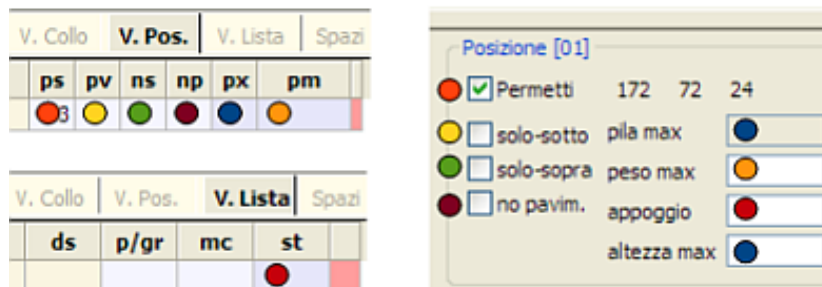 V. Collo V. Pos. V. Lista Spazi
ps pv ns np px pm
3
V. Collo V. Pos. V. Lista Spazi
ds p/gr mc st
Posizione [01]
Permetti 172 72 24
solo-sotto pila max
solo-sopra peso max
no pavim. appoggio
altezza max